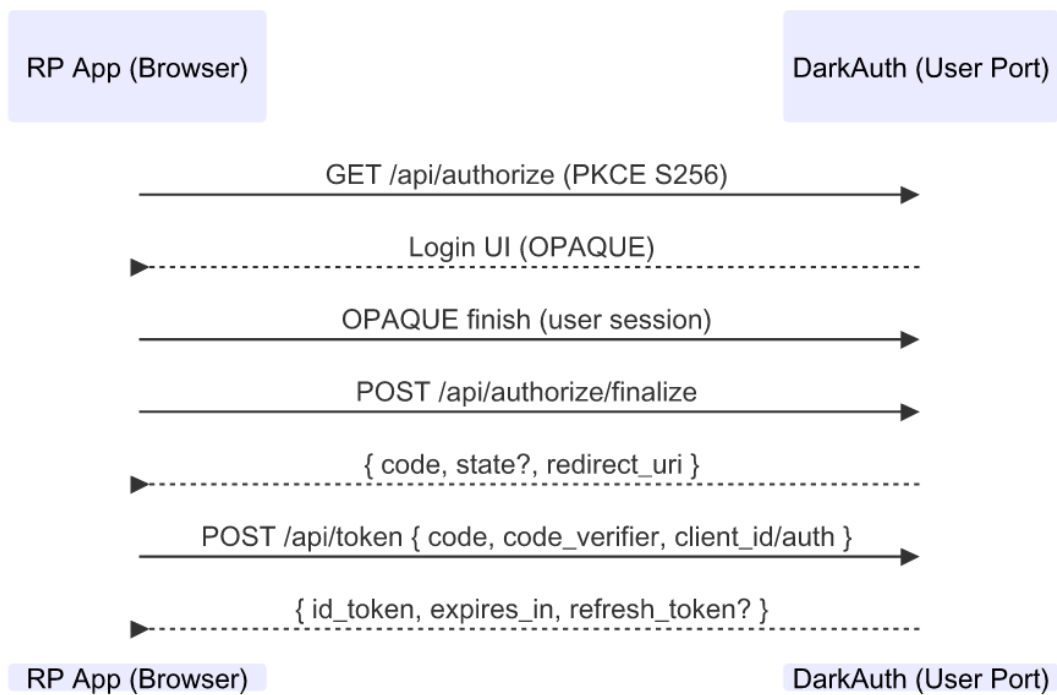 RP App (Browser)
DarkAuth (User Port)
GET /api/authorize (PKCE S256)
Login UI (OPAQUE)
OPAQUE finish (user session)
POST /api/authorize/finalize
{ code, state?, redirect_uri }
POST /api/token { code, code_verifier, client_id/auth }
{ id_token, expires_in, refresh_token? }
RP App (Browser)
DarkAuth (User Port)